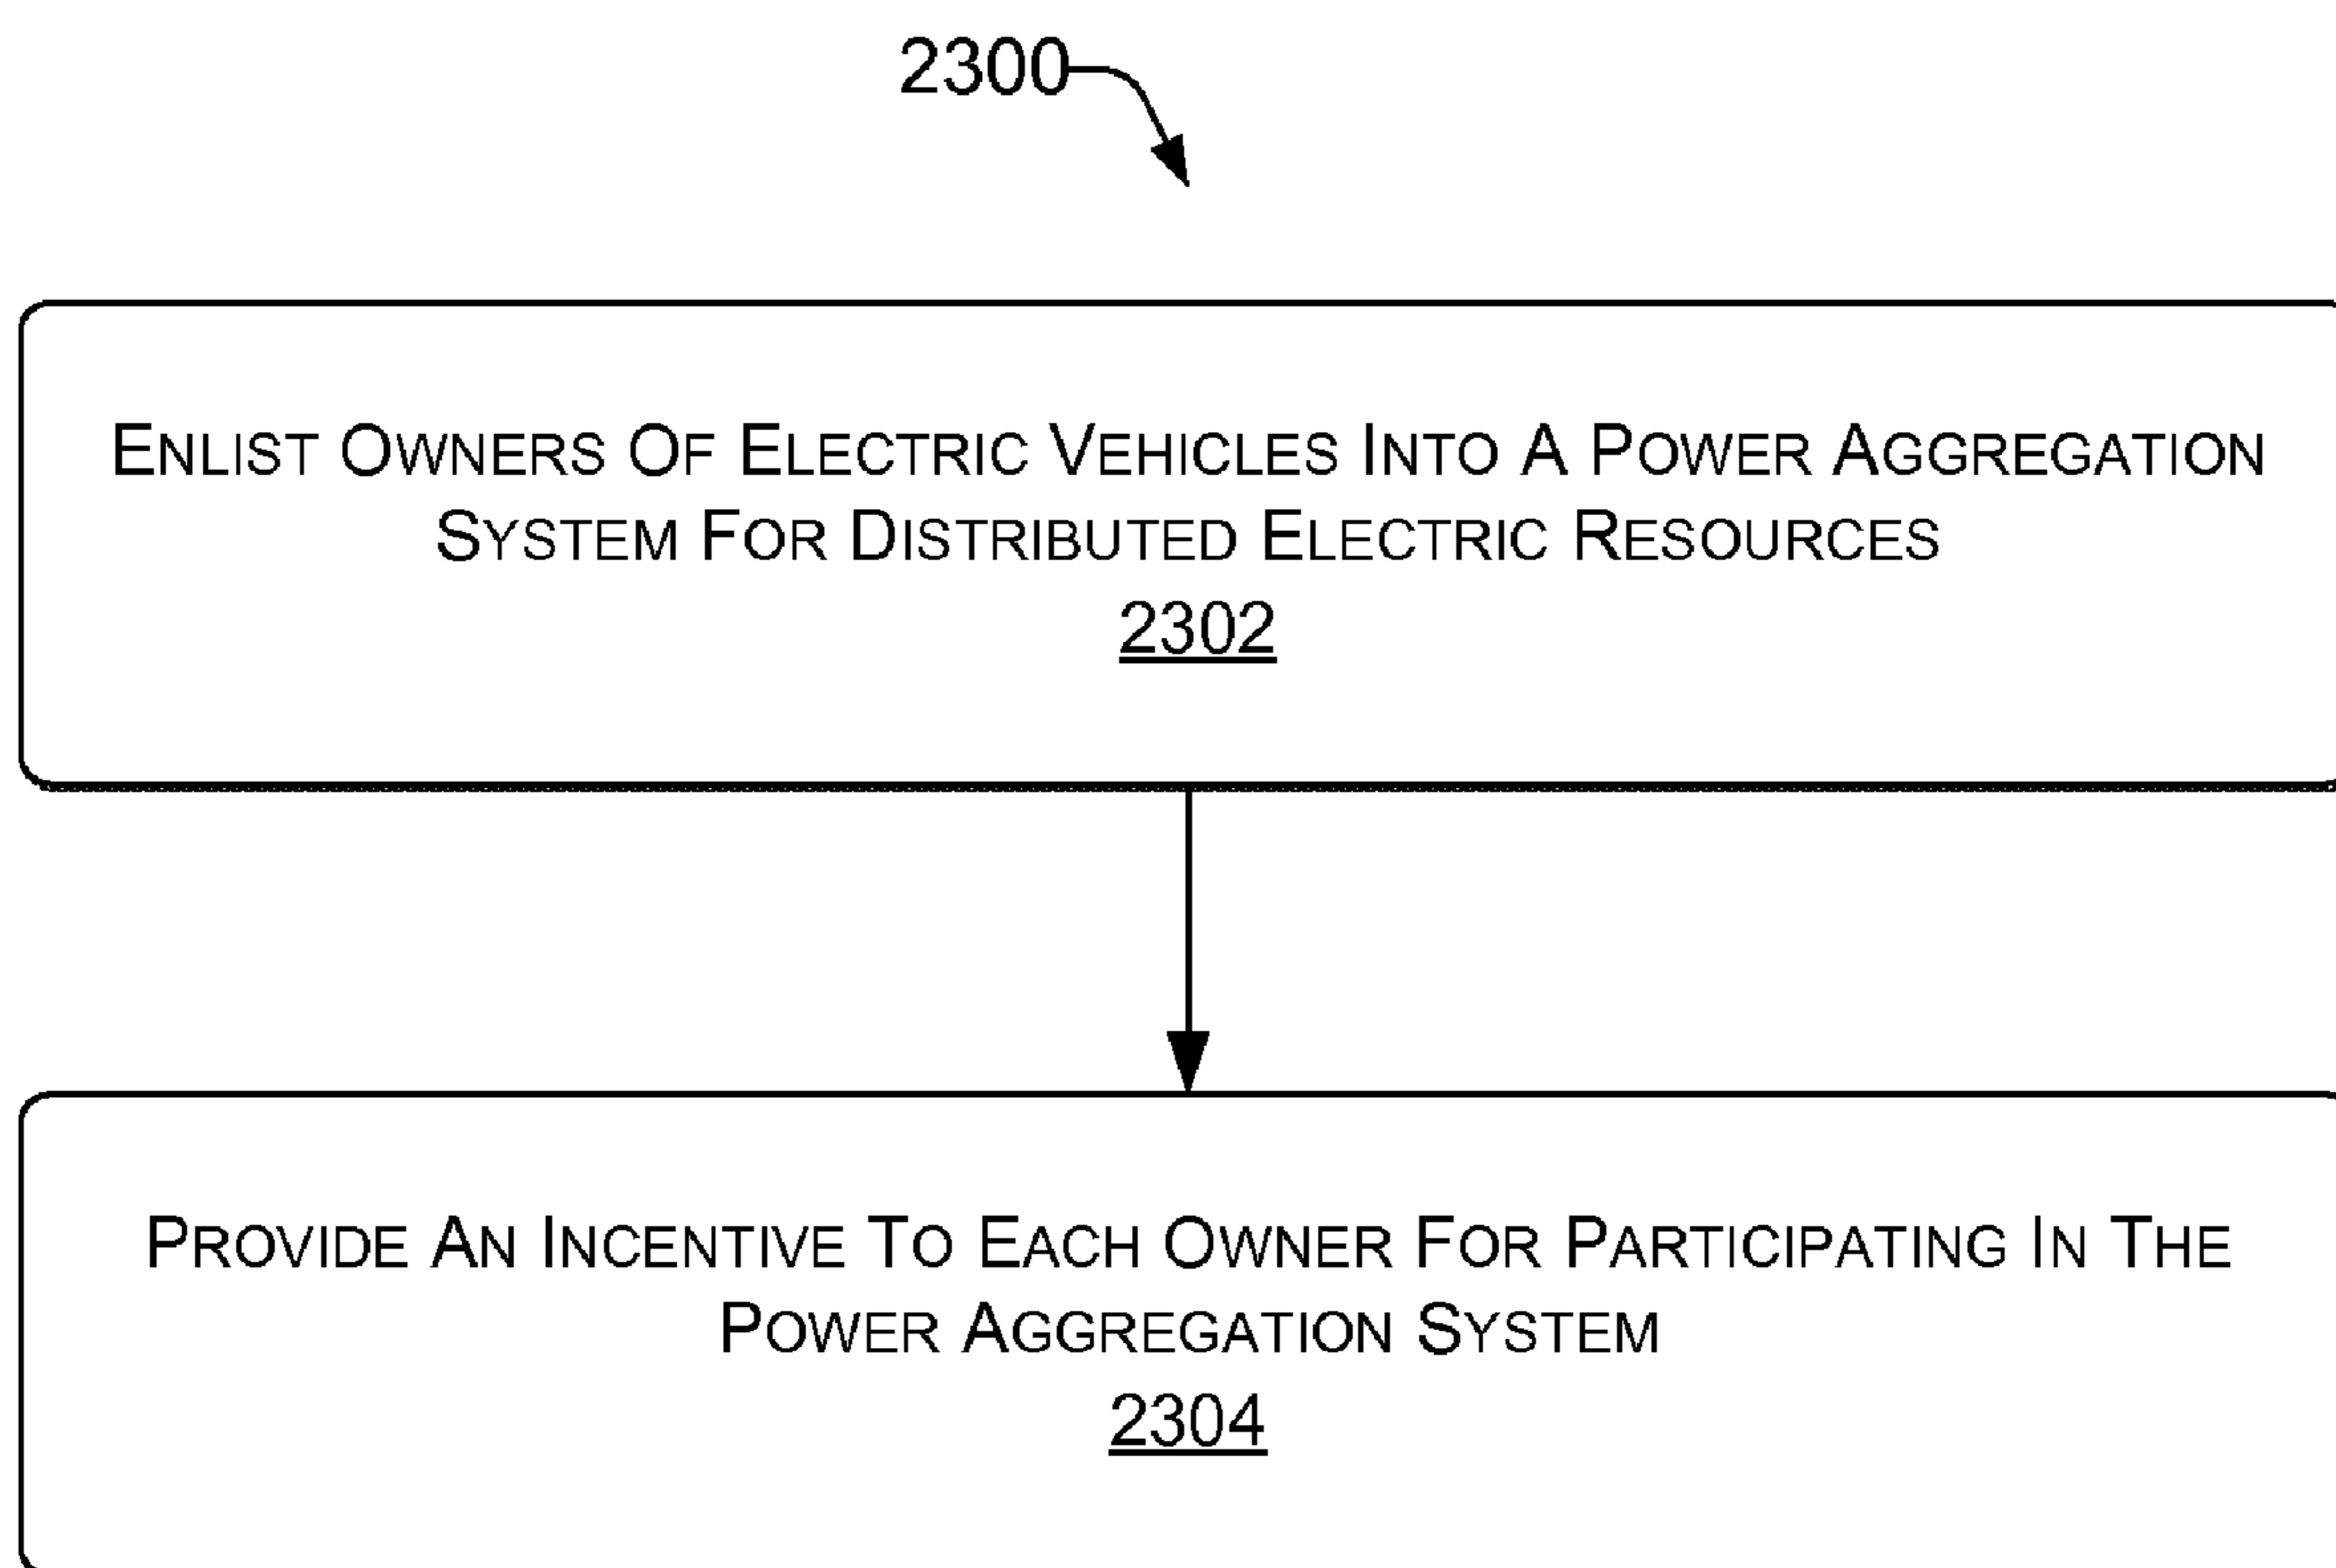 2300
ENLIST OWNERS OF ELECTRIC VEHICLES INTO A POWER AGGREGATION
SYSTEM FOR DISTRIBUTED ELECTRIC RESOURCES
2302
PROVIDE AN INCENTIVE TO EACH OWNER FOR PARTICIPATING IN THE
POWER AGGREGATION SYSTEM
2304